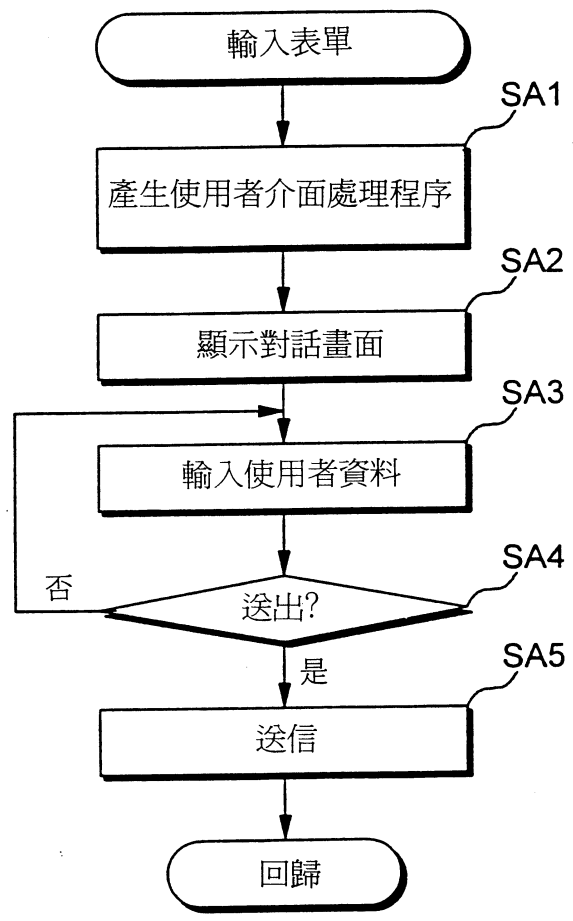 輸入表單
SA1
產生使用者介面處理程序
SA2
顯示對話畫面
SA3
輸入使用者資料
SA4
送出?
否
是
SA5
送信
回歸